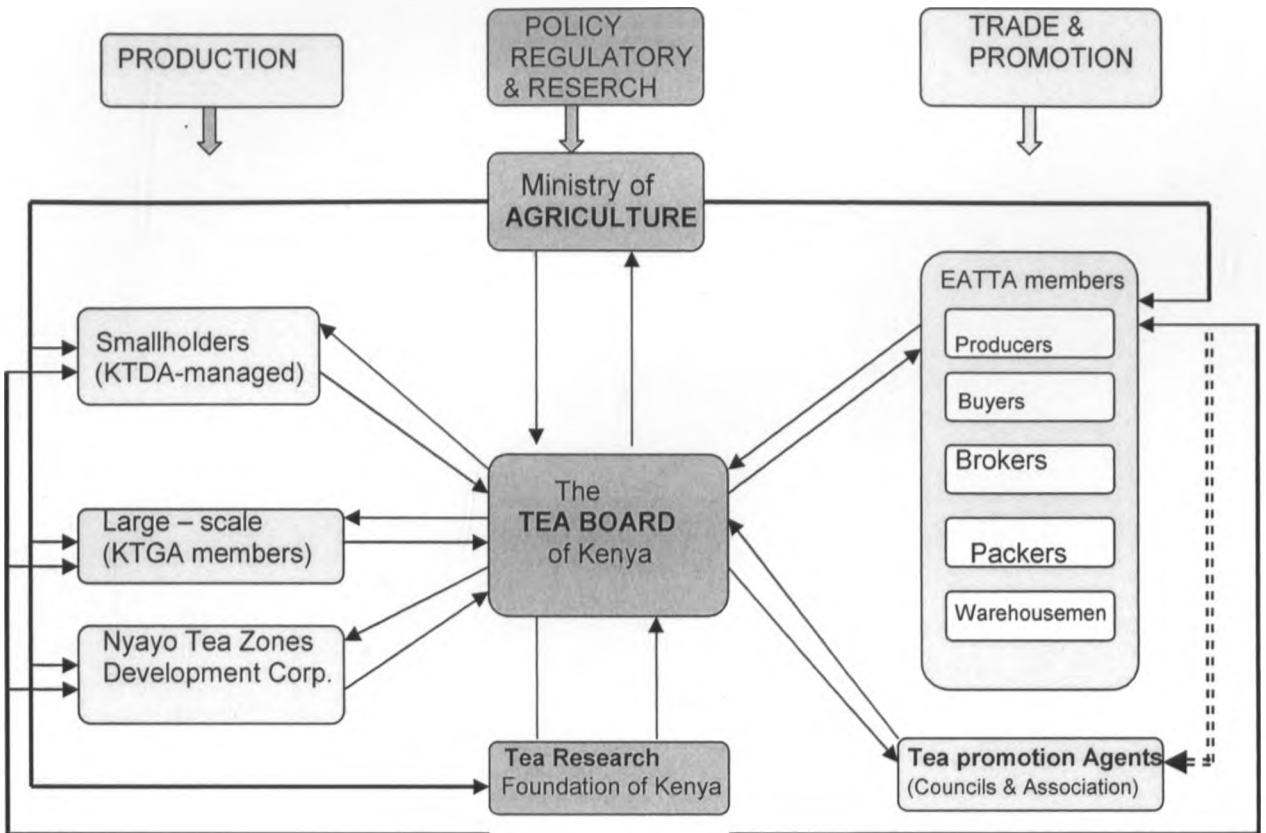 PRODUCTION
POLICY
REGULATORY
& RESERCH
TRADE &
PROMOTION
Ministry of
AGRICULTURE
Smallholders
(KTDA-managed)
Large – scale
(KTGA members)
Nyayo Tea Zones
Development Corp.
The
TEA BOARD
of Kenya
Tea Research
Foundation of Kenya
EATTA members
Producers
Buyers
Brokers
Packers
Warehousemen
Tea promotion Agents
(Councils & Association)